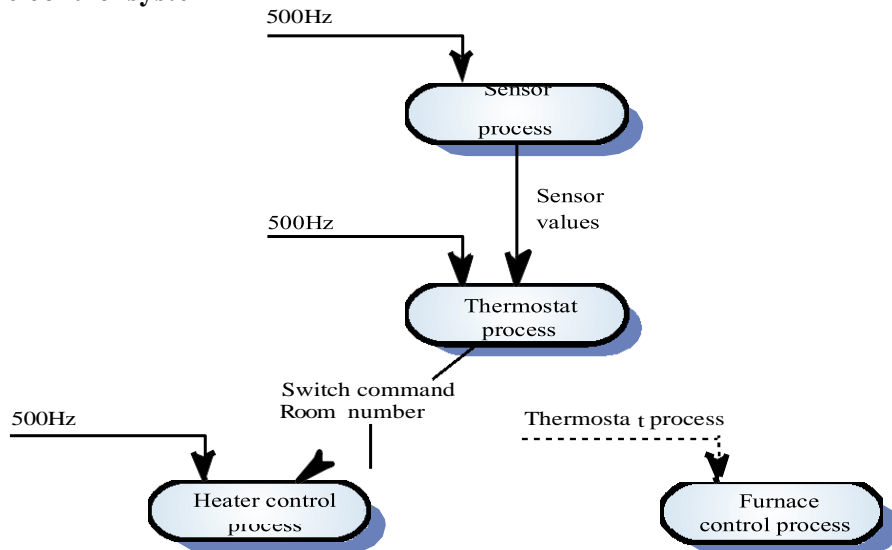 500Hz
Sensor
process
Sensor
values
500Hz
Thermostat
process
Switch command
Room number
500Hz
Thermosta t process
Heater control
process
Furnace
control process